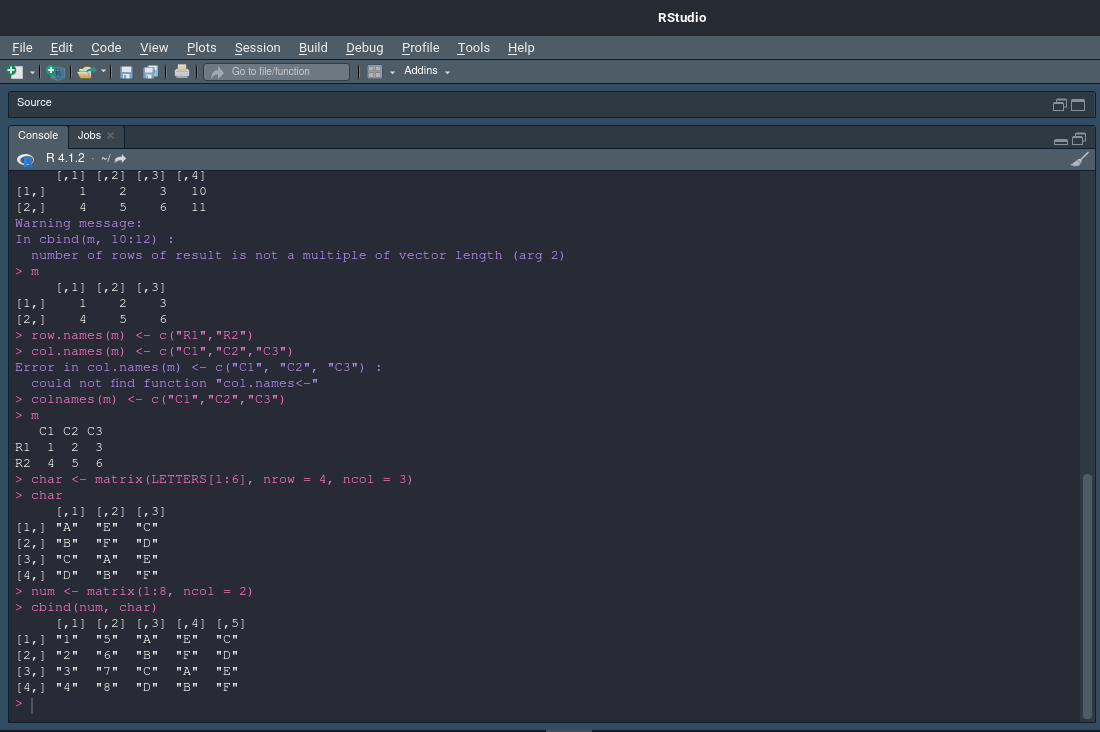 RStudio
File Edit Code View Plots Session Build Debug Profile Tools Help
Go to file/function Addins
Source
Console Jobs
R 4.1.2 · ~/
     [,1] [,2] [,3] [,4]
[1,]    1    2    3   10
[2,]    4    5    6   11
Warning message:
In cbind(m, 10:12) :
  number of rows of result is not a multiple of vector length (arg 2)
> m
     [,1] [,2] [,3]
[1,]    1    2    3
[2,]    4    5    6
> row.names(m) <- c("R1","R2")
> col.names(m) <- c("C1","C2","C3")
Error in col.names(m) <- c("C1", "C2", "C3") :
  could not find function "col.names<-"
> colnames(m) <- c("C1","C2","C3")
> m
   C1 C2 C3
R1  1  2  3
R2  4  5  6
> char <- matrix(LETTERS[1:6], nrow = 4, ncol = 3)
> char
     [,1] [,2] [,3]
[1,] "A"  "E"  "C"
[2,] "B"  "F"  "D"
[3,] "C"  "A"  "E"
[4,] "D"  "B"  "F"
> num <- matrix(1:8, ncol = 2)
> cbind(num, char)
     [,1] [,2] [,3] [,4] [,5]
[1,] "1"  "5"  "A"  "E"  "C"
[2,] "2"  "6"  "B"  "F"  "D"
[3,] "3"  "7"  "C"  "A"  "E"
[4,] "4"  "8"  "D"  "B"  "F"
>